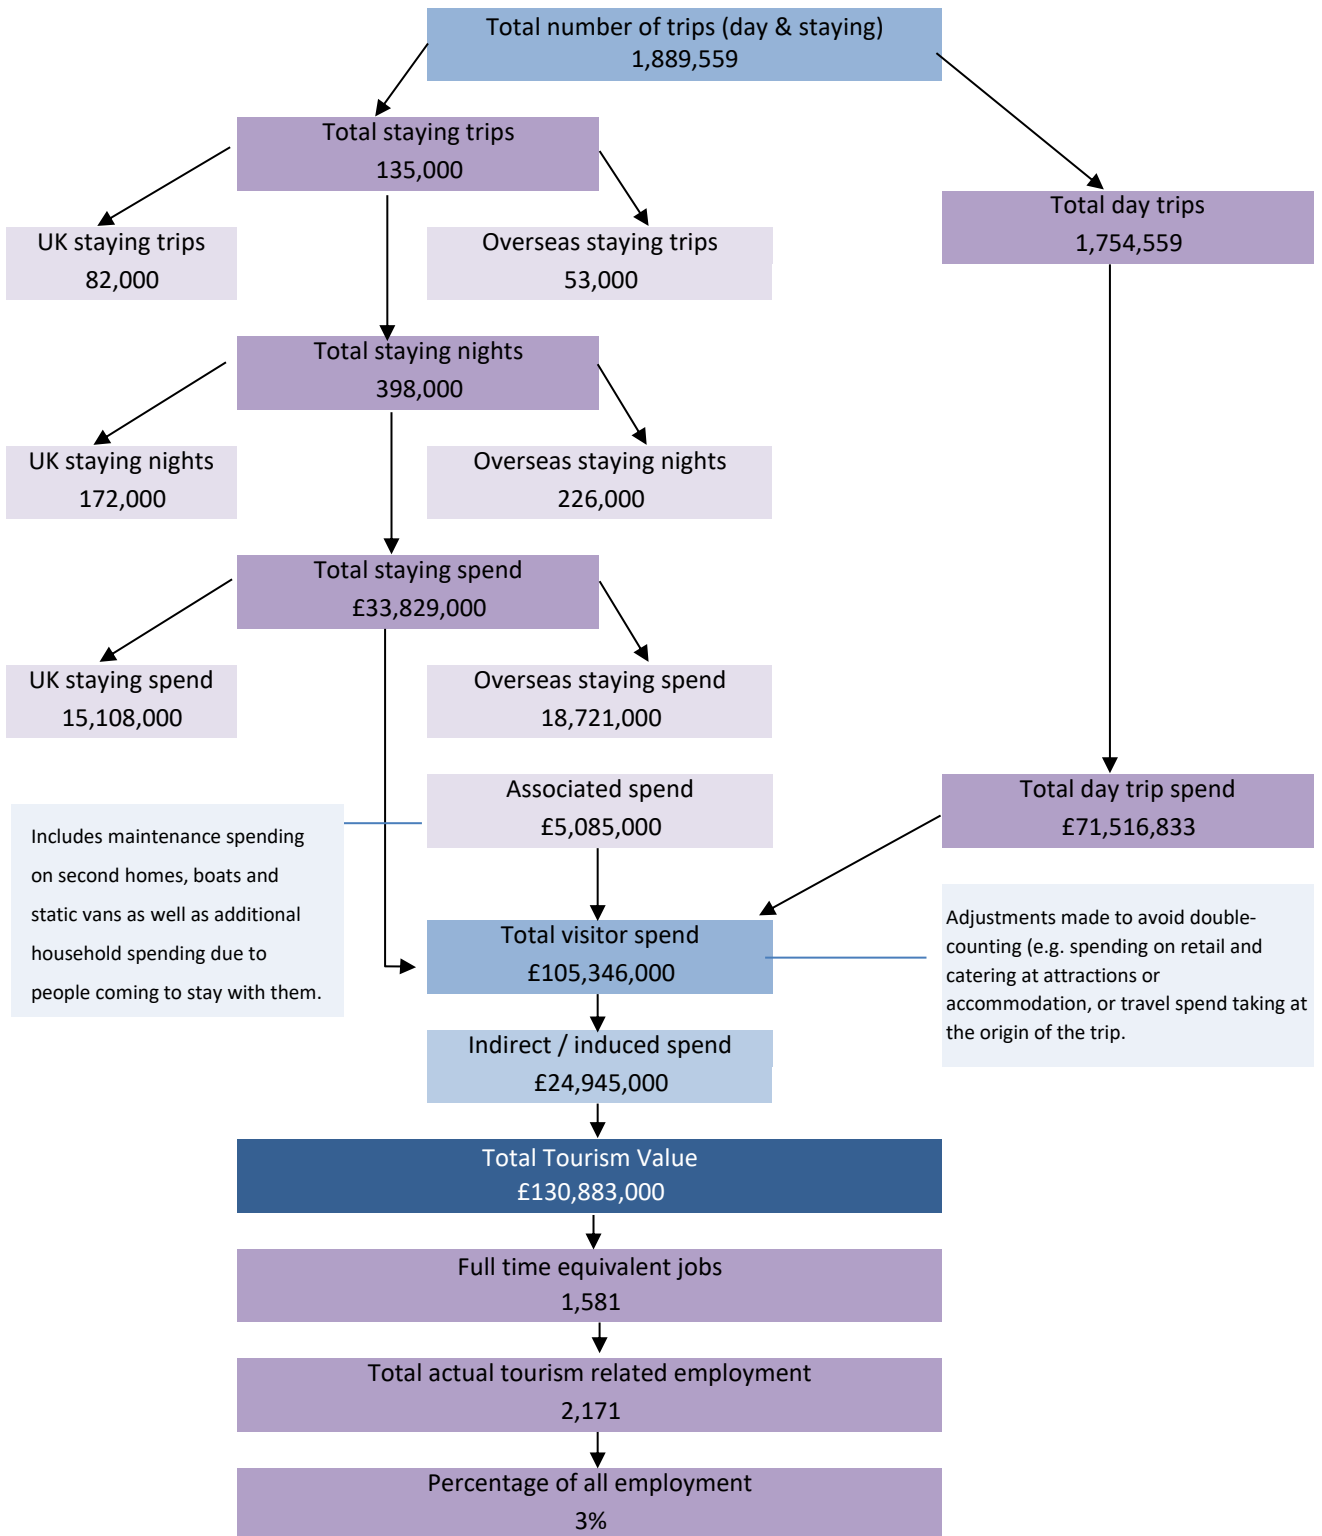 Total number of trips (day & staying)
1,889,559
Total staying trips
135,000
Total day trips
1,754,559
UK staying trips
82,000
Overseas staying trips
53,000
Total staying nights
398,000
UK staying nights
172,000
Overseas staying nights
226,000
Total staying spend
£33,829,000
UK staying spend
15,108,000
Overseas staying spend
18,721,000
Associated spend
£5,085,000
Total day trip spend
£71,516,833
Includes maintenance spending
on second homes, boats and
static vans as well as additional
household spending due to
people coming to stay with them.
Total visitor spend
£105,346,000
Adjustments made to avoid double-
counting (e.g. spending on retail and
catering at attractions or
accommodation, or travel spend taking at
the origin of the trip.
Indirect / induced spend
£24,945,000
Total Tourism Value
£130,883,000
Full time equivalent jobs
1,581
Total actual tourism related employment
2,171
Percentage of all employment
3%